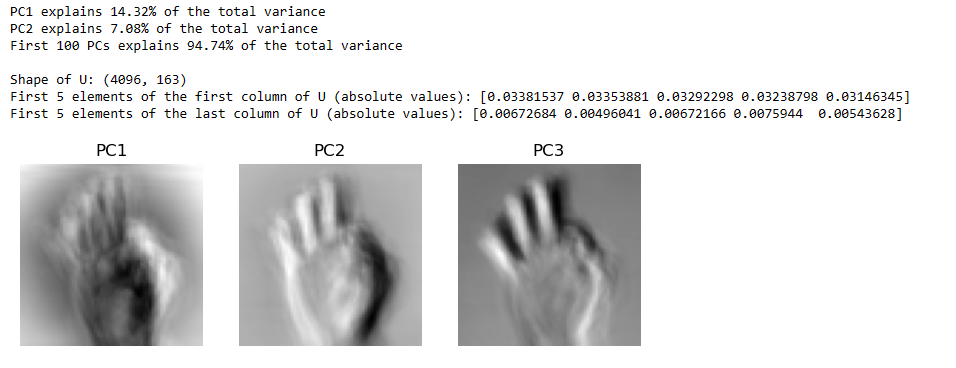 PC1 explains 14.32% of the total variance
PC2 explains 7.08% of the total variance
First 100 PCs explains 94.74% of the total variance
Shape of U: (4096, 163)
First 5 elements of the first column of U (absolute values): [0.03381537 0.03353881 0.03292298 0.03238798 0.03146345]
First 5 elements of the last column of U (absolute values): [0.00672684 0.00496041 0.00672166 0.0075944  0.00543628]
PC1 PC2 PC3